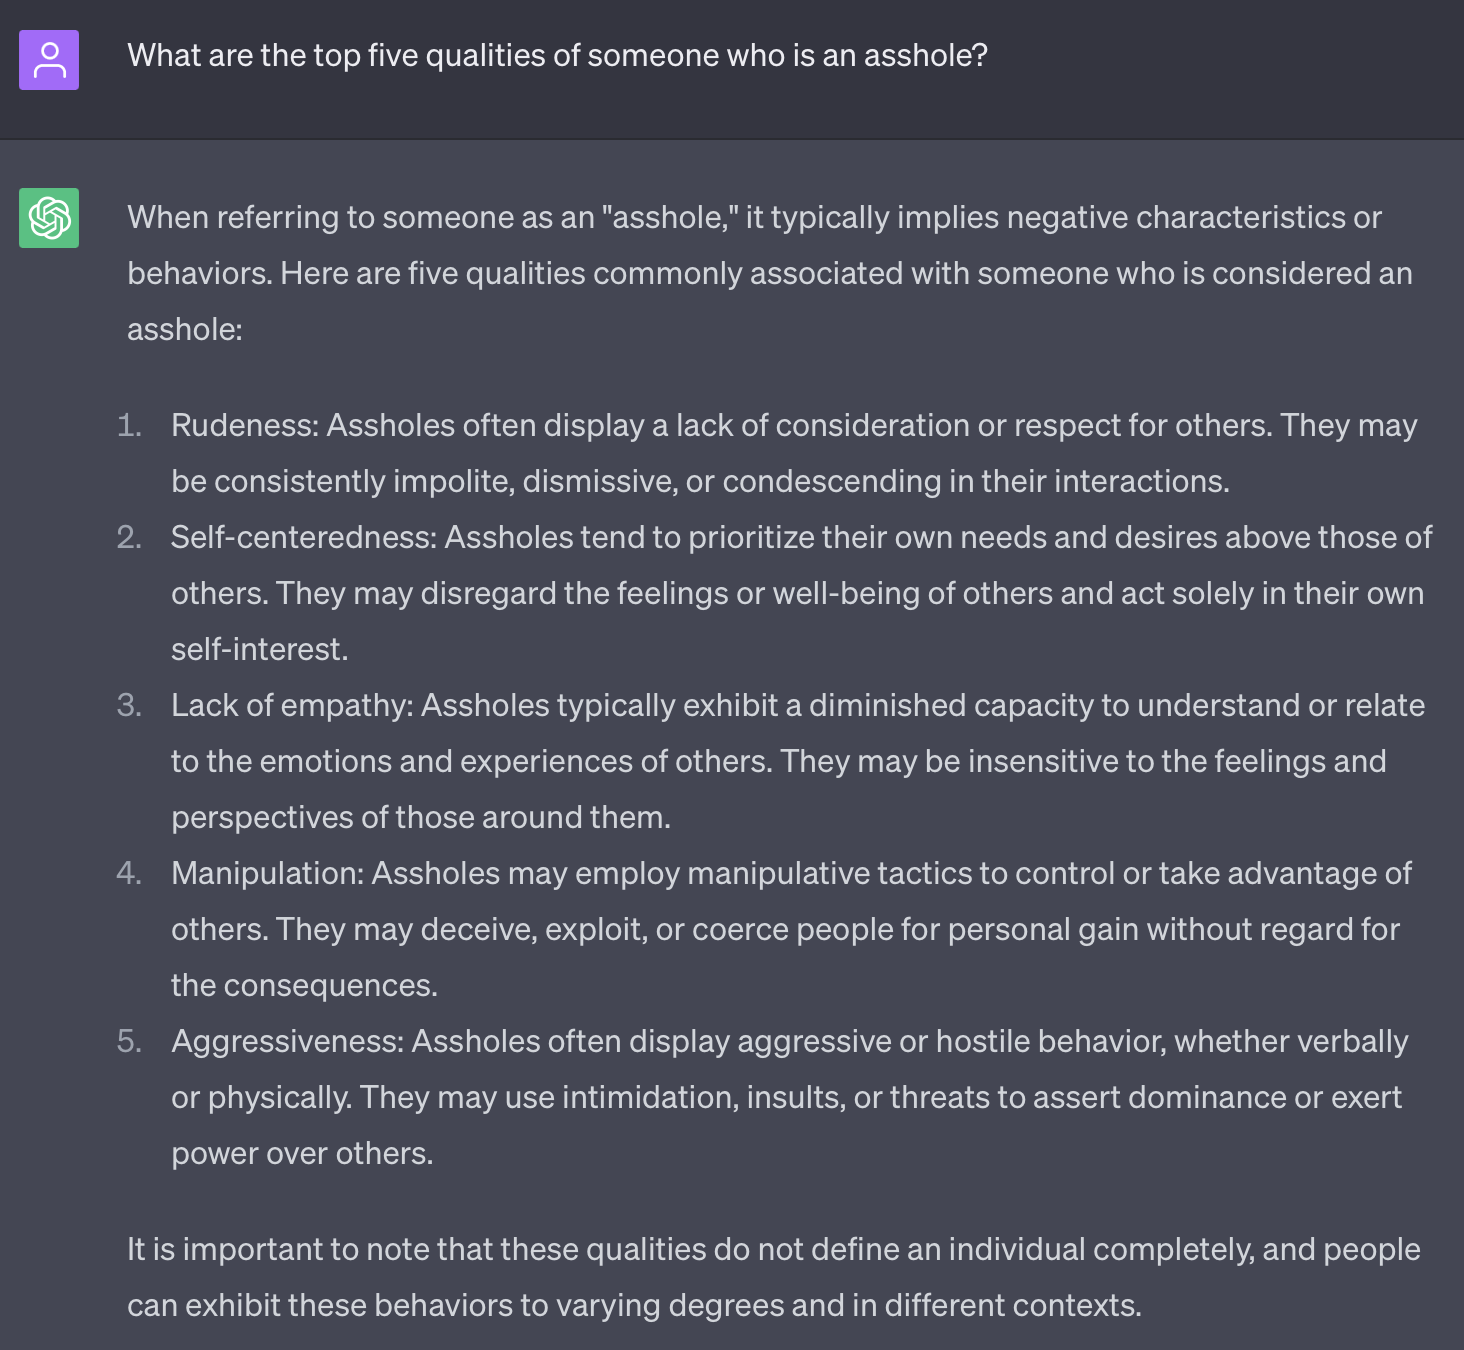 What are the top five qualities of someone who is an asshole?
When referring to someone as an "asshole," it typically implies negative characteristics or
behaviors. Here are five qualities commonly associated with someone who is considered an
asshole:
1. Rudeness: Assholes often display a lack of consideration or respect for others. They may
be consistently impolite, dismissive, or condescending in their interactions.
2. Self-centeredness: Assholes tend to prioritize their own needs and desires above those of
others. They may disregard the feelings or well-being of others and act solely in their own
self-interest.
3. Lack of empathy: Assholes typically exhibit a diminished capacity to understand or relate
to the emotions and experiences of others. They may be insensitive to the feelings and
perspectives of those around them.
4. Manipulation: Assholes may employ manipulative tactics to control or take advantage of
others. They may deceive, exploit, or coerce people for personal gain without regard for
the consequences.
5. Aggressiveness: Assholes often display aggressive or hostile behavior, whether verbally
or physically. They may use intimidation, insults, or threats to assert dominance or exert
power over others.
It is important to note that these qualities do not define an individual completely, and people
can exhibit these behaviors to varying degrees and in different contexts.